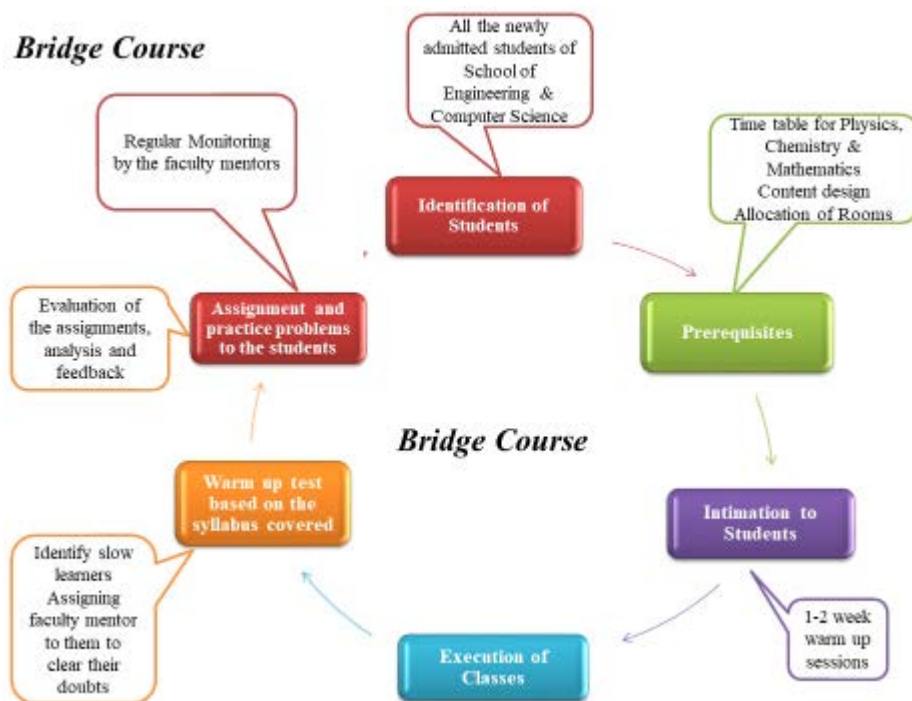 Bridge Course
All the newly
admitted students of
School of
Engineering &
Computer Science
Identification of
Students
Time table for Physics,
Chemistry &
Mathematics
Content design
Allocation of Rooms
Prerequisites
Intimation to
Students
1-2 week
warm up
sessions
Execution of
Classes
Warm up test
based on the
syllabus covered
Identify slow
learners
Assigning
faculty mentor
to them to
clear their
doubts
Assignment and
practice problems
to the students
Regular Monitoring
by the faculty mentors
Evaluation of
the assignments,
analysis and
feedback
Bridge Course